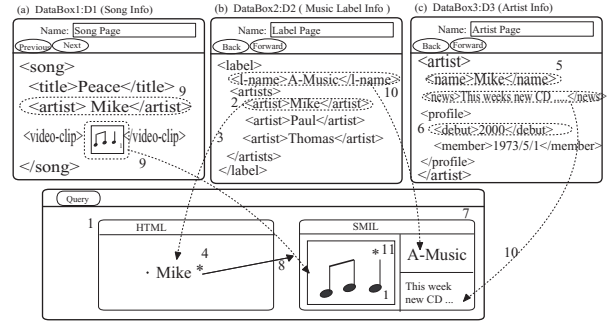 (a) DataBox1:D1 (Song Info)
Name: Song Page
Previous Next
<song>
<title>Peace</title> 9
<artist> Mike</artist>
<video-clip> 1 </video-clip>
</song>
9
(b) DataBox2:D2 ( Music Label Info )
Name: Label Page
Back Forward
<label>
<l-name>A-Music</l-name>
<artists> 10
2 <artist>Mike</artist>
<artist>Paul</artist>
3 <artist>Thomas</artist>
</artists>
</label>
(c) DataBox3:D3 (Artist Info)
Name: Artist Page
Back Forward
<artist> 5
<name>Mike</name>
<news>This weeks new CD .... </news>
<profile>
6 <debut>2000</debut>
<member>1973/5/1</member>
</profile>
</artist>
Query
1 HTML
4
· Mike *
8
7
SMIL
*11
1
A-Music
This week
new CD ...
10